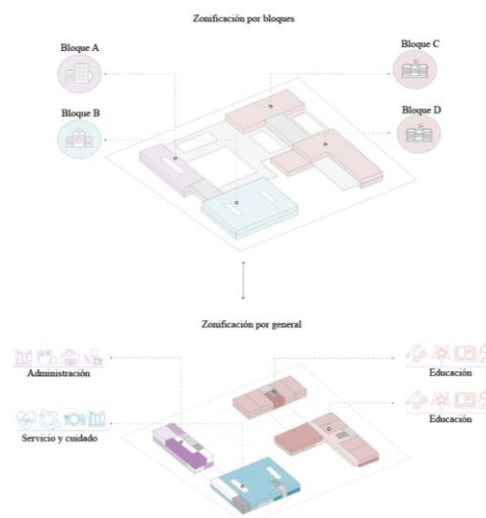 Zonificación por bloques
Bloque A
Bloque C
Bloque B
Bloque D
Zonificación por general
Administración
Educación
Servicio y cuidado
Educación